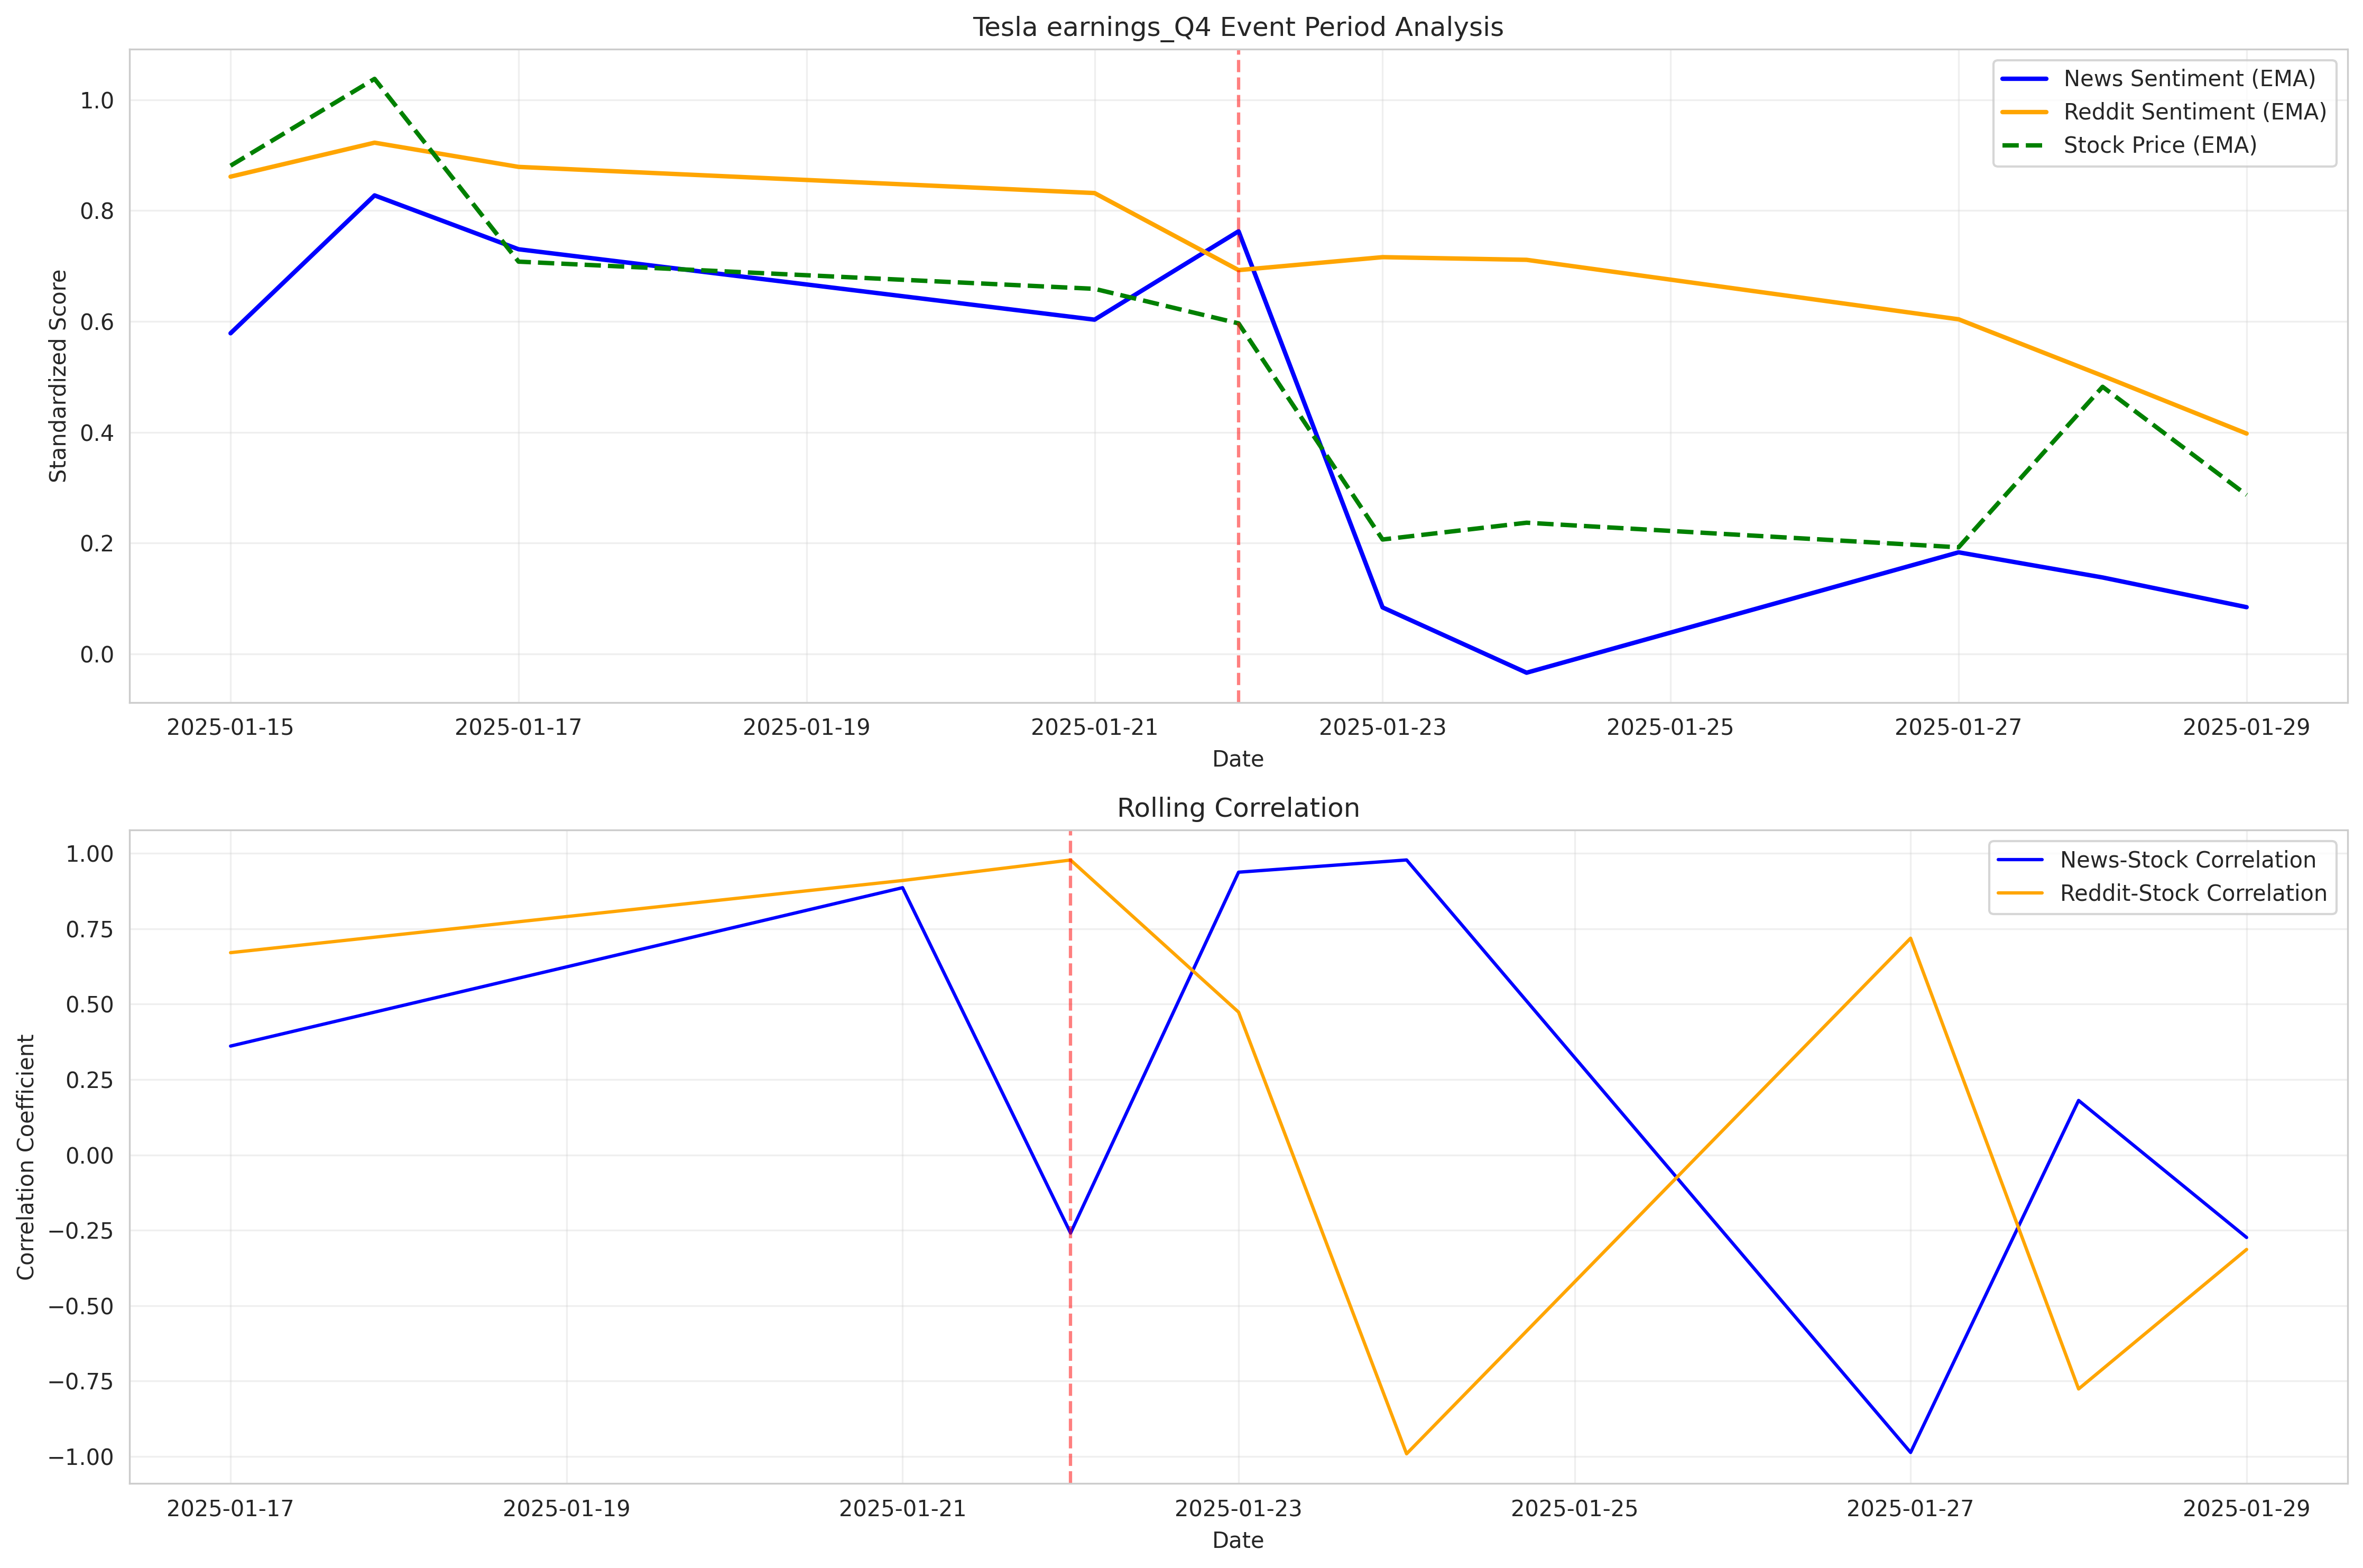 Tesla earnings_Q4 Event Period Analysis
News Sentiment (EMA)
Reddit Sentiment (EMA)
Stock Price (EMA)
Standardized Score
1.0
0.8
0.6
0.4
0.2
0.0
2025-01-15 2025-01-17 2025-01-19 2025-01-21 2025-01-23 2025-01-25 2025-01-27 2025-01-29
Date
Rolling Correlation
News-Stock Correlation
Reddit-Stock Correlation
Correlation Coefficient
1.00
0.75
0.50
0.25
0.00
−0.25
−0.50
−0.75
−1.00
2025-01-17 2025-01-19 2025-01-21 2025-01-23 2025-01-25 2025-01-27 2025-01-29
Date